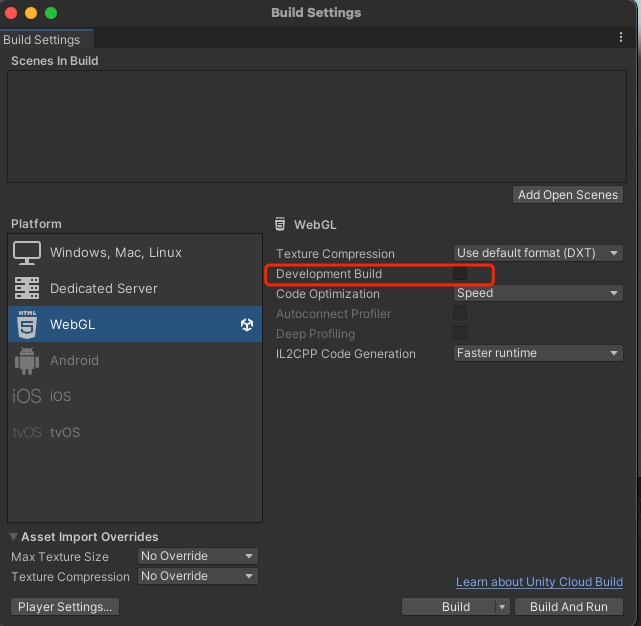 Build Settings
Build Settings
Scenes In Build
Add Open Scenes
Platform
Windows, Mac, Linux
Dedicated Server
HTML
5
WebGL
Android
iOS iOS
tvOS tvOS
5 WebGL
Texture Compression Use default format (DXT)
Development Build
Code Optimization Speed
Autoconnect Profiler
Deep Profiling
IL2CPP Code Generation Faster runtime
Asset Import Overrides
Max Texture Size No Override
Texture Compression No Override
Learn about Unity Cloud Build
Player Settings...
Build
Build And Run